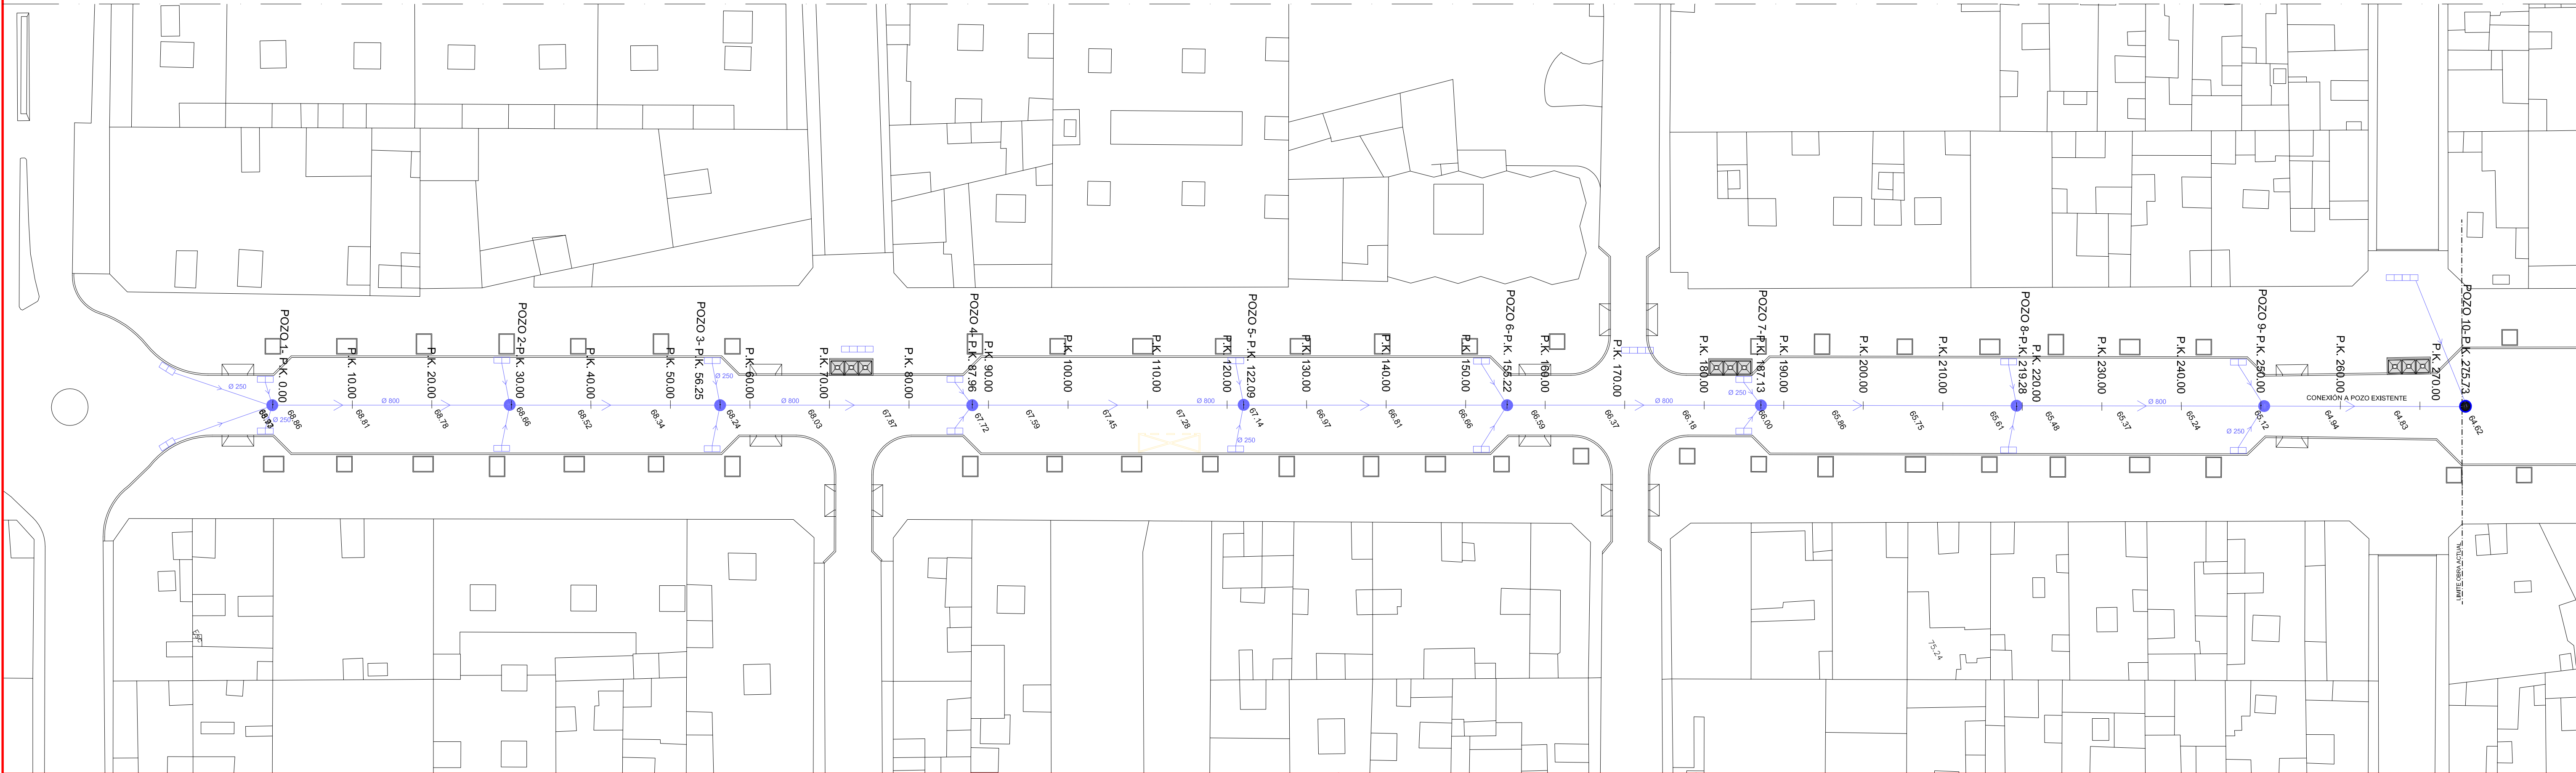 POZO 1- P.K. 0.00
P.K. 10.00
P.K. 20.00
POZO 2-P.K. 30.00
P.K. 40.00
P.K. 50.00
POZO 3- P.K. 56.25
P.K. 60.00
P.K. 70.00
P.K. 80.00
POZO 4- P.K. 87.96
P.K. 90.00
P.K. 100.00
P.K. 110.00
P.K. 120.00
POZO 5- P.K. 122.09
P.K. 130.00
P.K. 140.00
P.K. 150.00
POZO 6-P.K. 155.22
P.K. 160.00
P.K. 170.00
P.K. 180.00
POZO 7-P.K. 187.13
P.K. 190.00
P.K. 200.00
P.K. 210.00
POZO 8-P.K. 219.28
P.K. 220.00
P.K. 230.00
P.K. 240.00
POZO 9- P.K. 250.00
P.K. 260.00
P.K. 270.00
POZO 10-P.K. 275.73
Ø 250
Ø 250
Ø 800
Ø 250
Ø 800
Ø 800
Ø 250
Ø 800
Ø 250
Ø 800
Ø 250
CONEXIÓN A POZO EXISTENTE
68.86
68.81
68.78
68.66
68.52
68.34
68.24
68.03
67.87
67.72
67.59
67.45
67.28
67.14
66.97
66.81
66.66
66.59
66.37
66.18
66.00
65.86
65.75
65.61
65.48
65.37
65.24
65.12
64.94
64.83
64.62
LIMITE OBRA ACTUAL
75.24